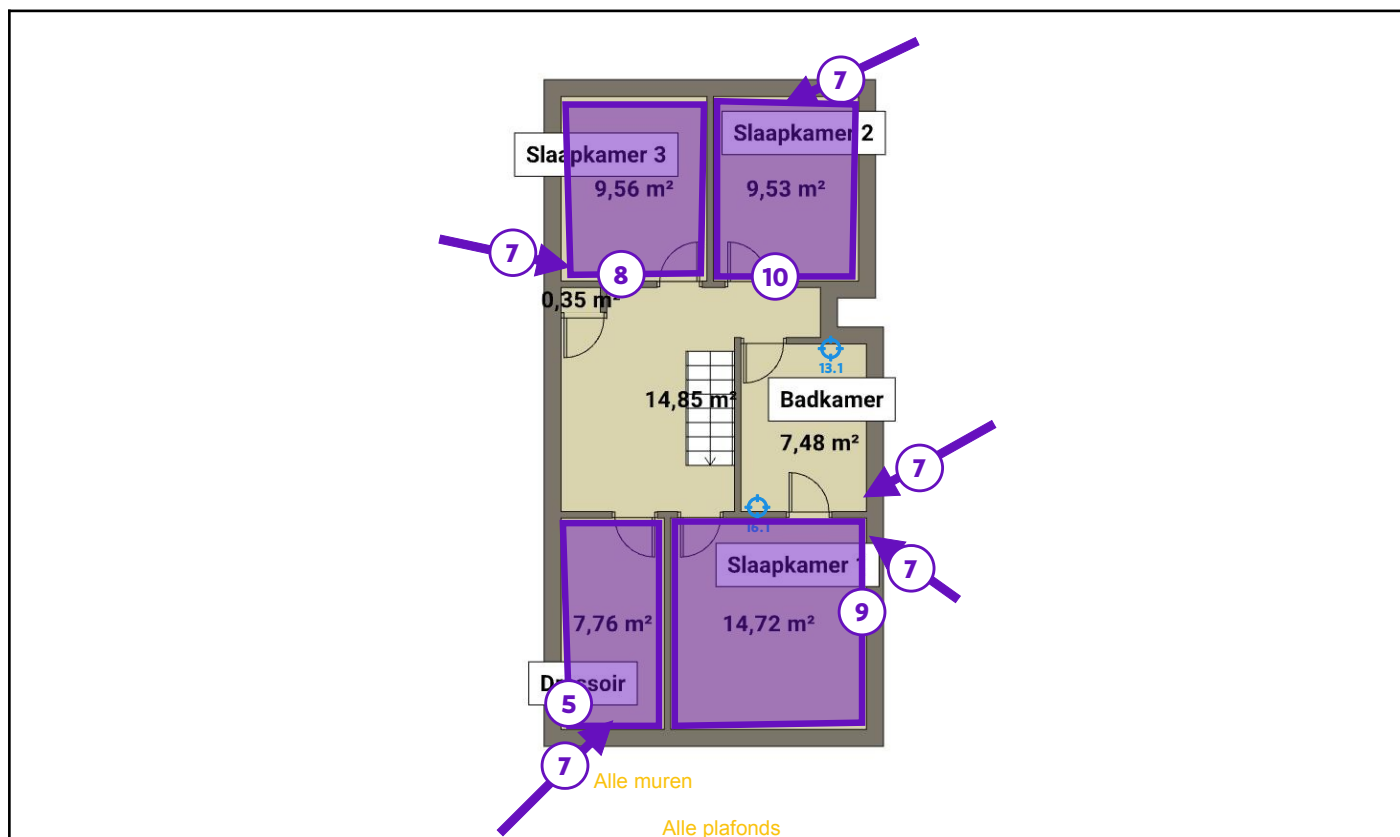 7
Slaapkamer 2
Slaapkamer 3
9,56 m²
9,53 m²
7
8
10
0,35 m²
13.1
14,85 m²
Badkamer
7,48 m²
7
16.1
Slaapkamer 1
7
9
7,76 m²
14,72 m²
Dressoir
5
7
Alle muren
Alle plafonds